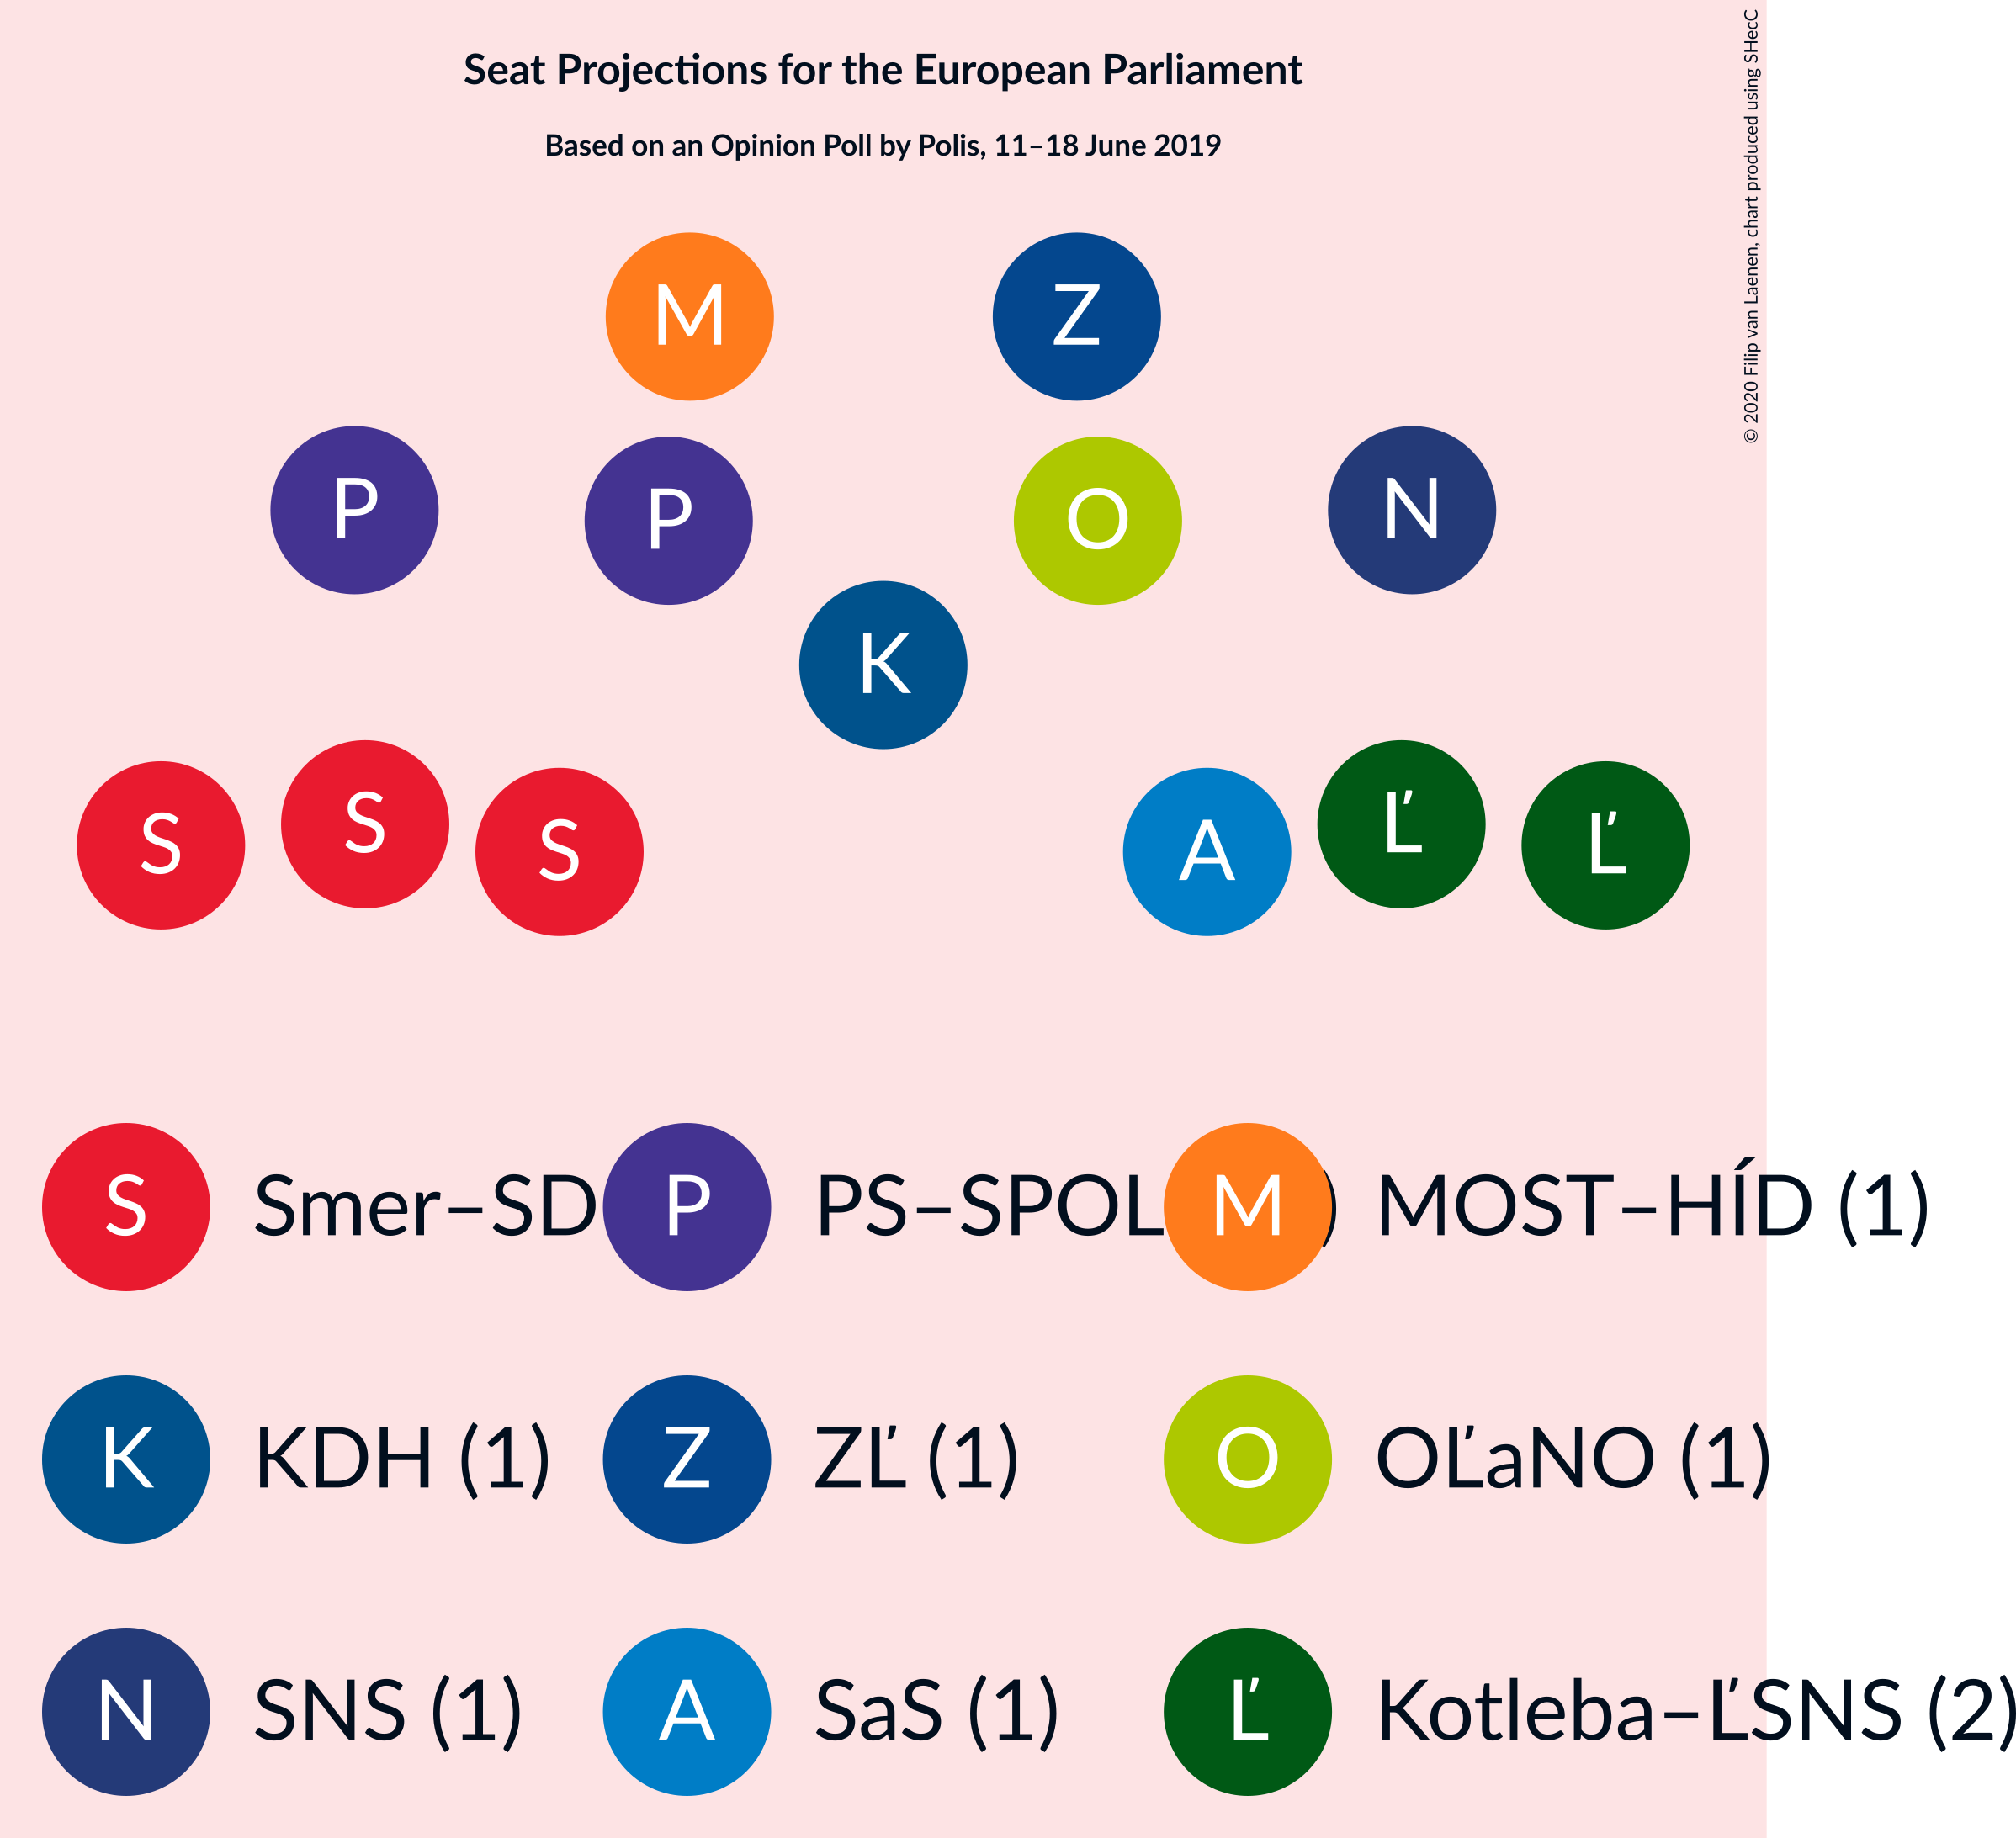 Seat Projections for the European Parliament
Based on an Opinion Poll by Polis, 11–18 June 2019
© 2020 Filip van Laenen, chart produced using SHecC
M Z
P P O N
K
S S S A Ľ Ľ
S Smer–SD P PS–SPOL M ) MOST–HÍD (1)
K KDH (1) Z ZĽ (1) O OĽaNO (1)
N SNS (1) A SaS (1) Ľ Kotleba–ĽSNS (2)